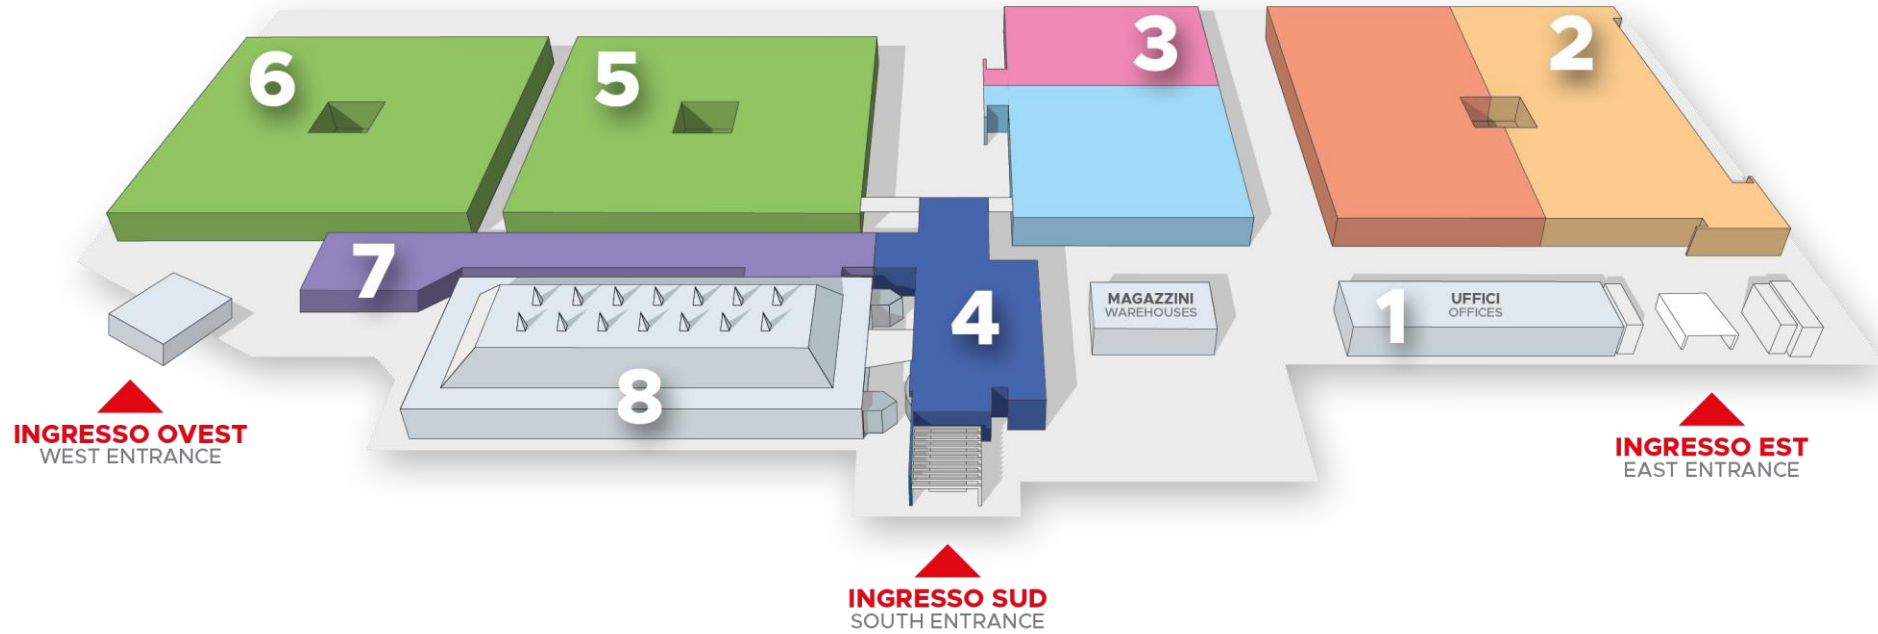 6
5
3
2
7
4
MAGAZZINI
WAREHOUSES
1
UFFICI
OFFICES
8
INGRESSO OVEST
WEST ENTRANCE
INGRESSO EST
EAST ENTRANCE
INGRESSO SUD
SOUTH ENTRANCE